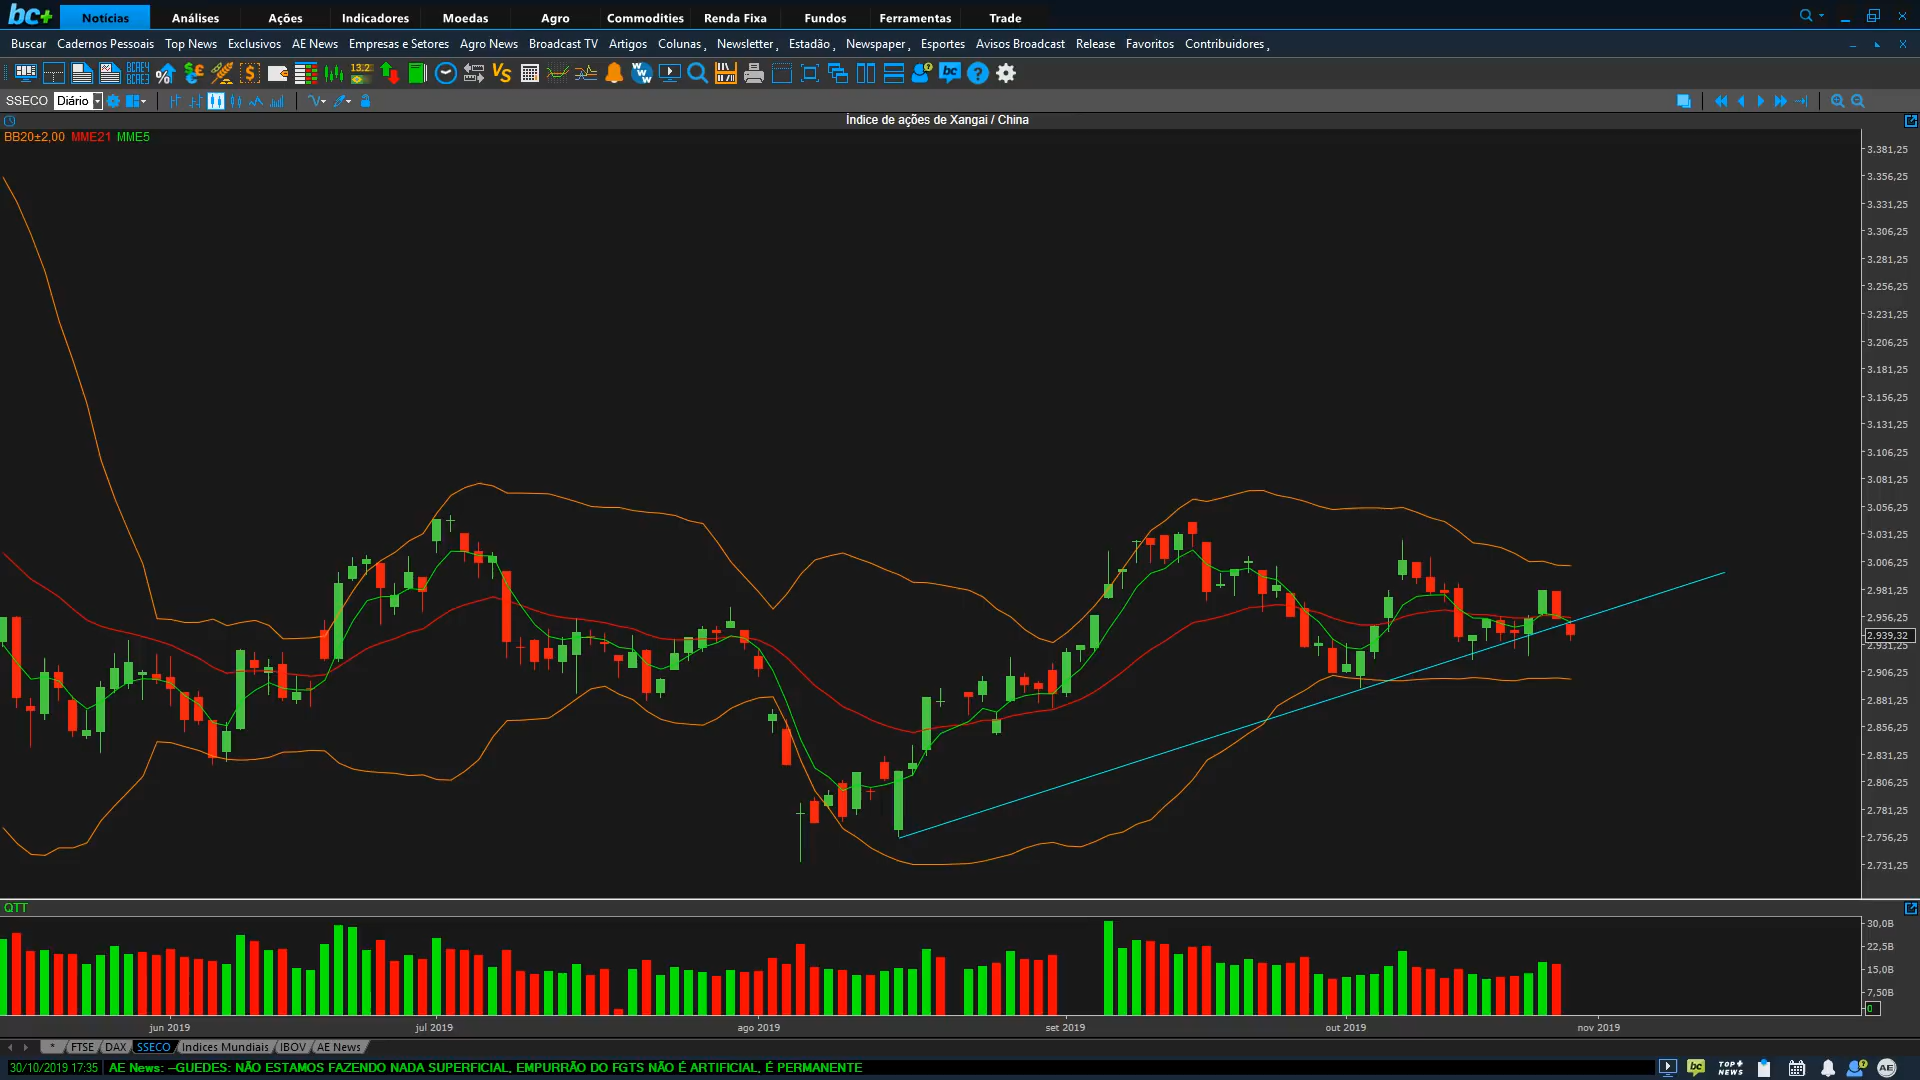 bc+ Notícias Análises Ações Indicadores Moedas Agro Commodities Renda Fixa Fundos Ferramentas Trade
Buscar Cadernos Pessoais Top News Exclusivos AE News Empresas e Setores Agro News Broadcast TV Artigos Colunas Newsletter Estadão Newspaper Esportes Avisos Broadcast Release Favoritos Contribuidores
SSECO Diário
Índice de ações de Xangai / China
BB20±2,00 MME21 MME5
3.381,25
3.356,25
3.331,25
3.306,25
3.281,25
3.256,25
3.231,25
3.206,25
3.181,25
3.156,25
3.131,25
3.106,25
3.081,25
3.056,25
3.031,25
3.006,25
2.981,25
2.956,25
2.939,32
2.931,25
2.906,25
2.881,25
2.856,25
2.831,25
2.806,25
2.781,25
2.756,25
2.731,25
QTT
30,0B
22,5B
15,0B
7,50B
0
jun 2019 jul 2019 ago 2019 set 2019 out 2019 nov 2019
* FTSE DAX SSECO Indices Mundiais IBOV AE News
30/10/2019 17:35 AE News: --GUEDES: NÃO ESTAMOS FAZENDO NADA SUPERFICIAL, EMPURRÃO DO FGTS NÃO É ARTIFICIAL, É PERMANENTE
bc TOP+ NEWS AE